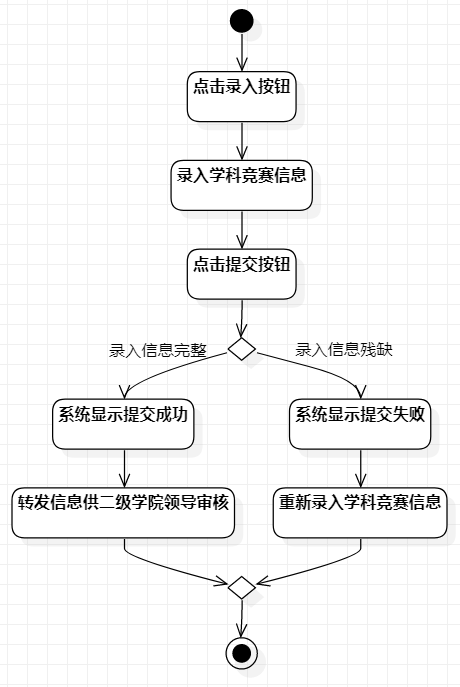 点击录入按钮
录入学科竞赛信息
点击提交按钮
录入信息完整
录入信息残缺
系统显示提交成功
系统显示提交失败
转发信息供二级学院领导审核
重新录入学科竞赛信息